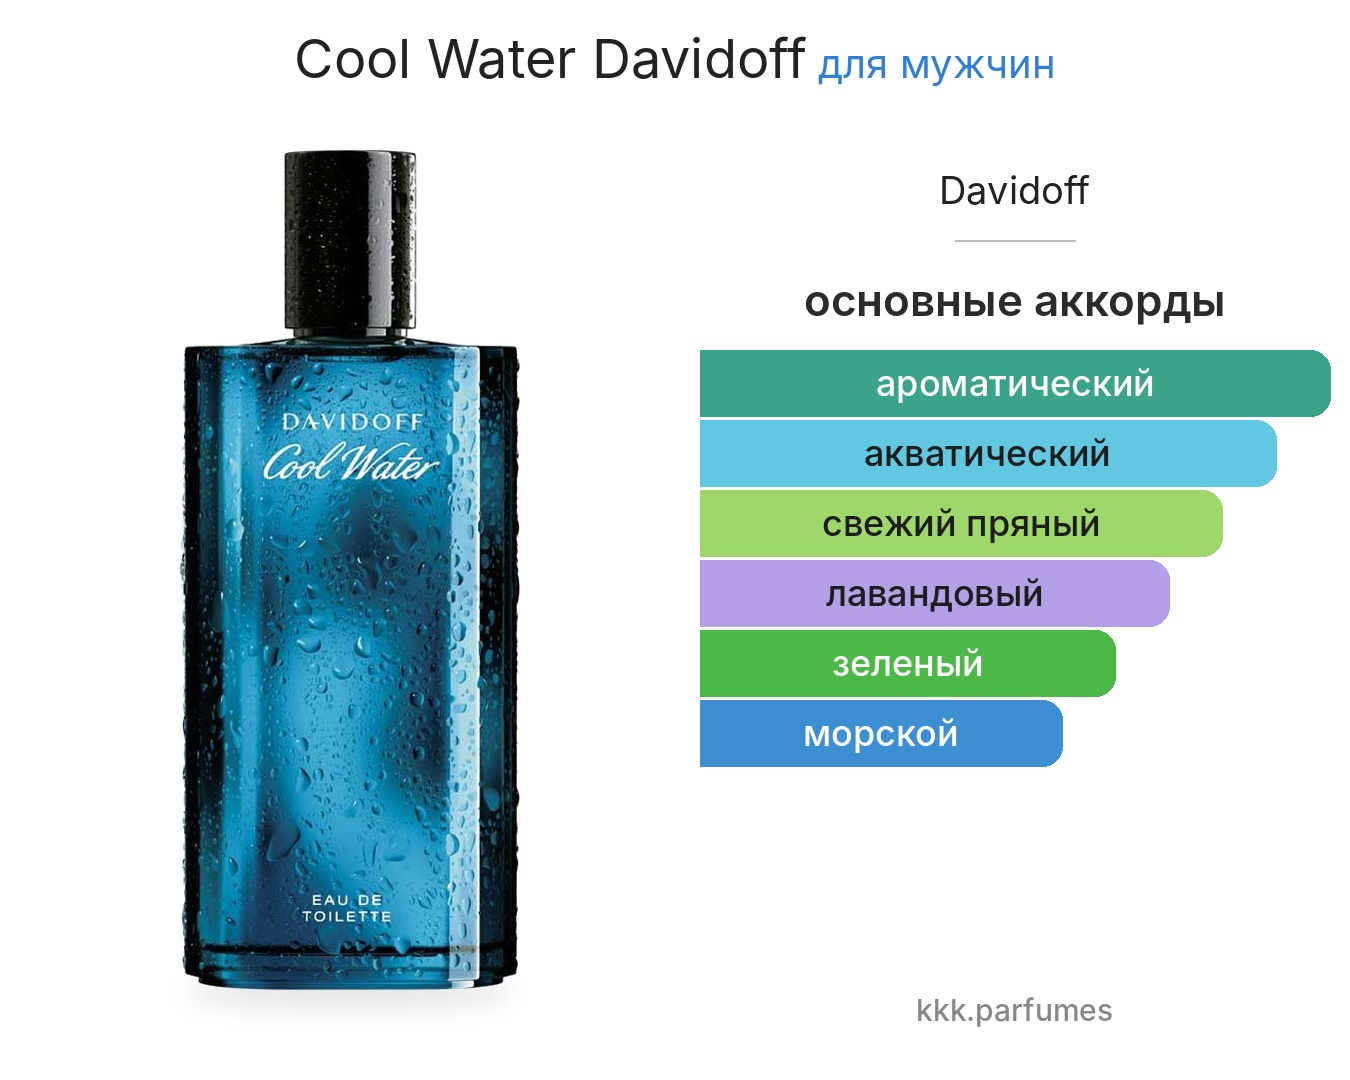 Cool Water Davidoff для мужчин
DAVIDOFF
Cool Water
EAU DE
TOILETTE
Davidoff
основные аккорды
ароматический
акватический
свежий пряный
лавандовый
зеленый
морской
kkk.parfumes